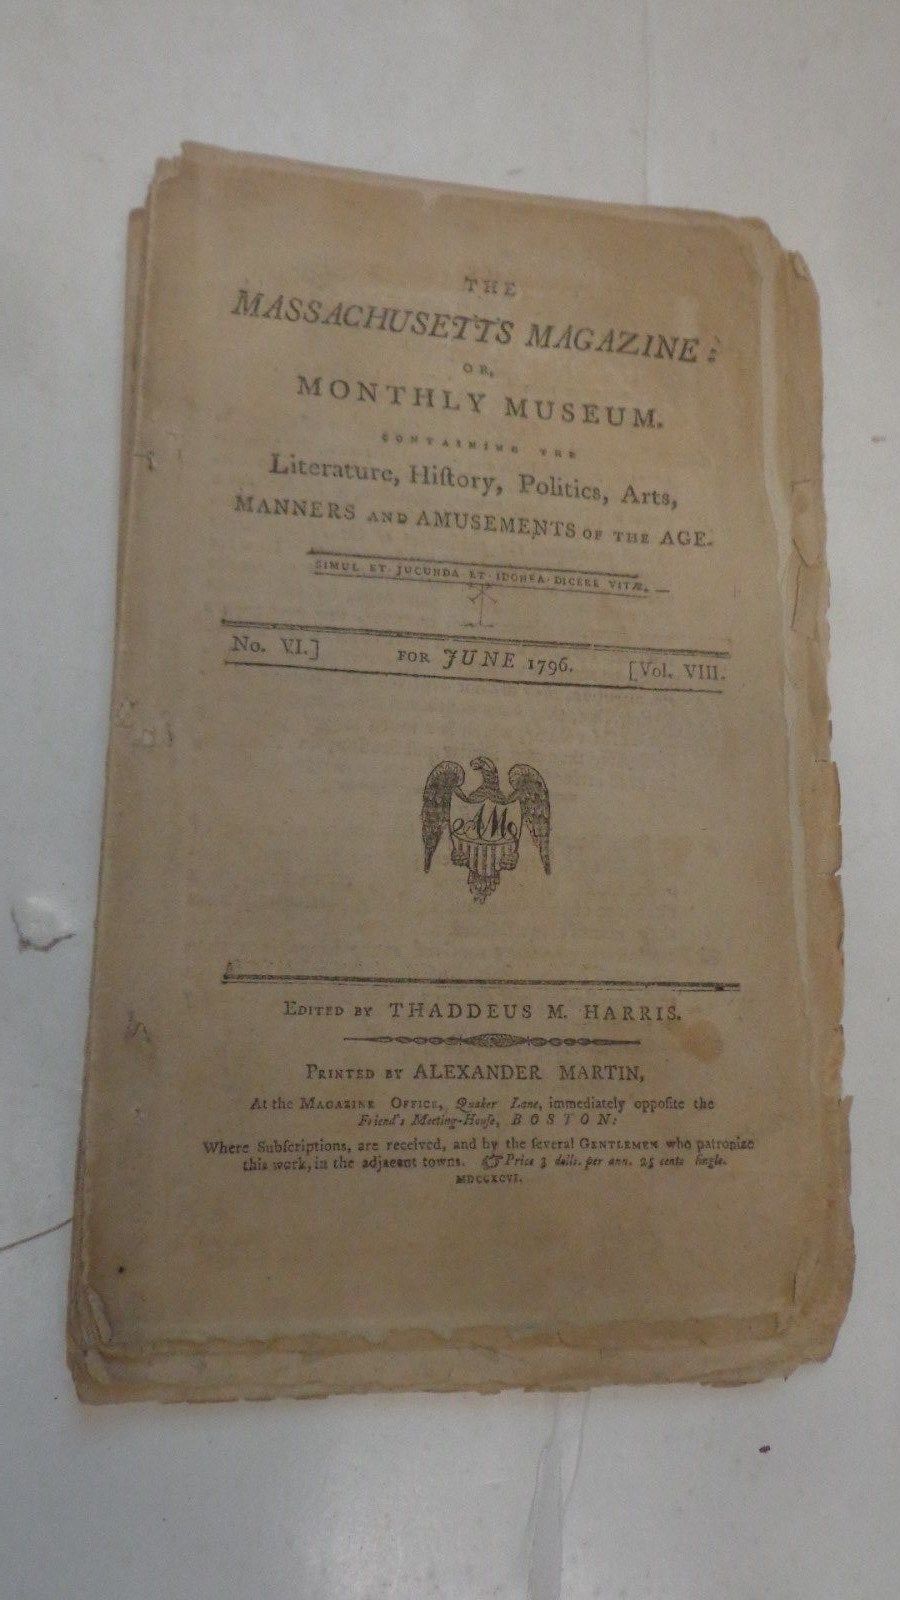 THE
MASSACHUSETTS MAGAZINE:
OR,
MONTHLY MUSEUM.
CONTAINING THE
Literature, Hiſtory, Politics, Arts,
MANNERS AND AMUSEMENTS OF THE AGE.
SIMUL ET JUCUNDA ET IDONEA DICERE VITÆ.
No. VI.] FOR JUNE 1796. [Vol. VIII.
AM
EDITED BY THADDEUS M. HARRIS.
PRINTED BY ALEXANDER MARTIN,
At the MAGAZINE OFFICE, Quaker Lane, immediately oppoſite the
Friend's Meeting-Houſe, BOSTON:
Where Subſcriptions, are received, and by the ſeveral GENTLEMEN who patronize
this work, in the adjacent towns. ☞ Price 3 dolls. per ann. 25 cents ſingle.
MDCCXCVI.